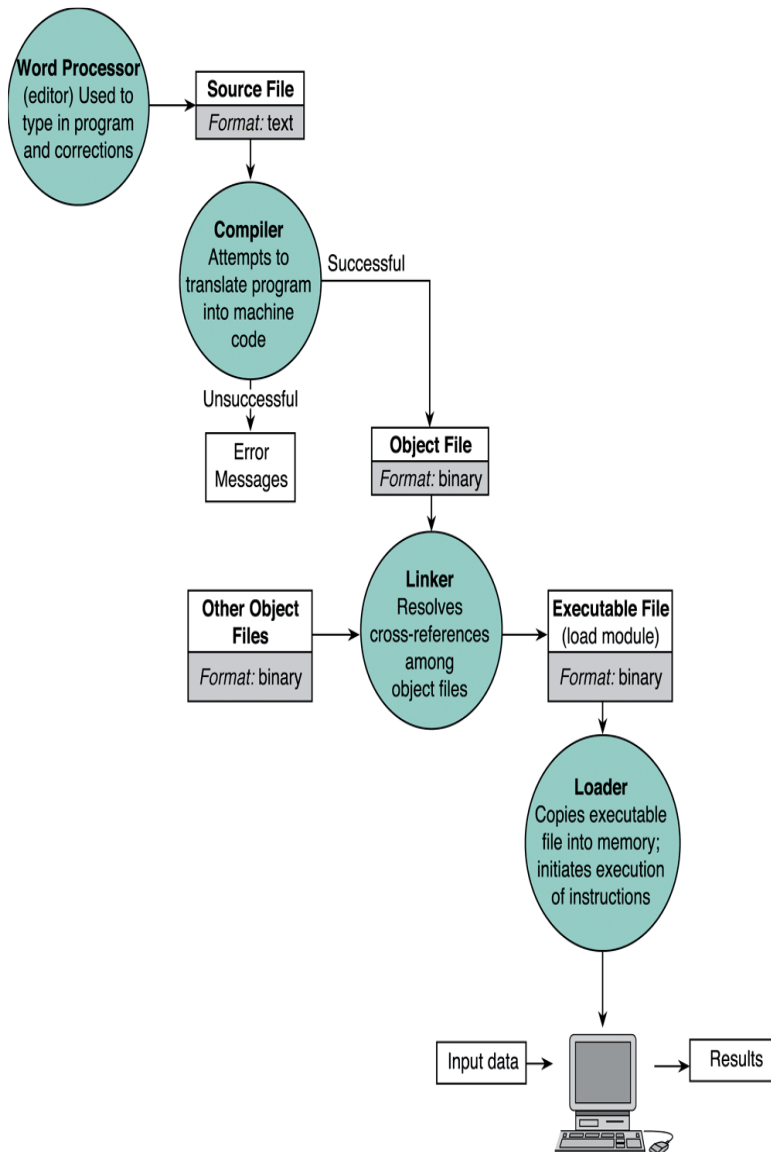 Word Processor
(editor) Used to
type in program
and corrections
Source File
Format: text
Compiler
Attempts to
translate program
into machine
code
Successful
Unsuccessful
Error
Messages
Object File
Format: binary
Linker
Resolves
cross-references
among
object files
Other Object
Files
Format: binary
Executable File
(load module)
Format: binary
Loader
Copies executable
file into memory;
initiates execution
of instructions
Input data
Results